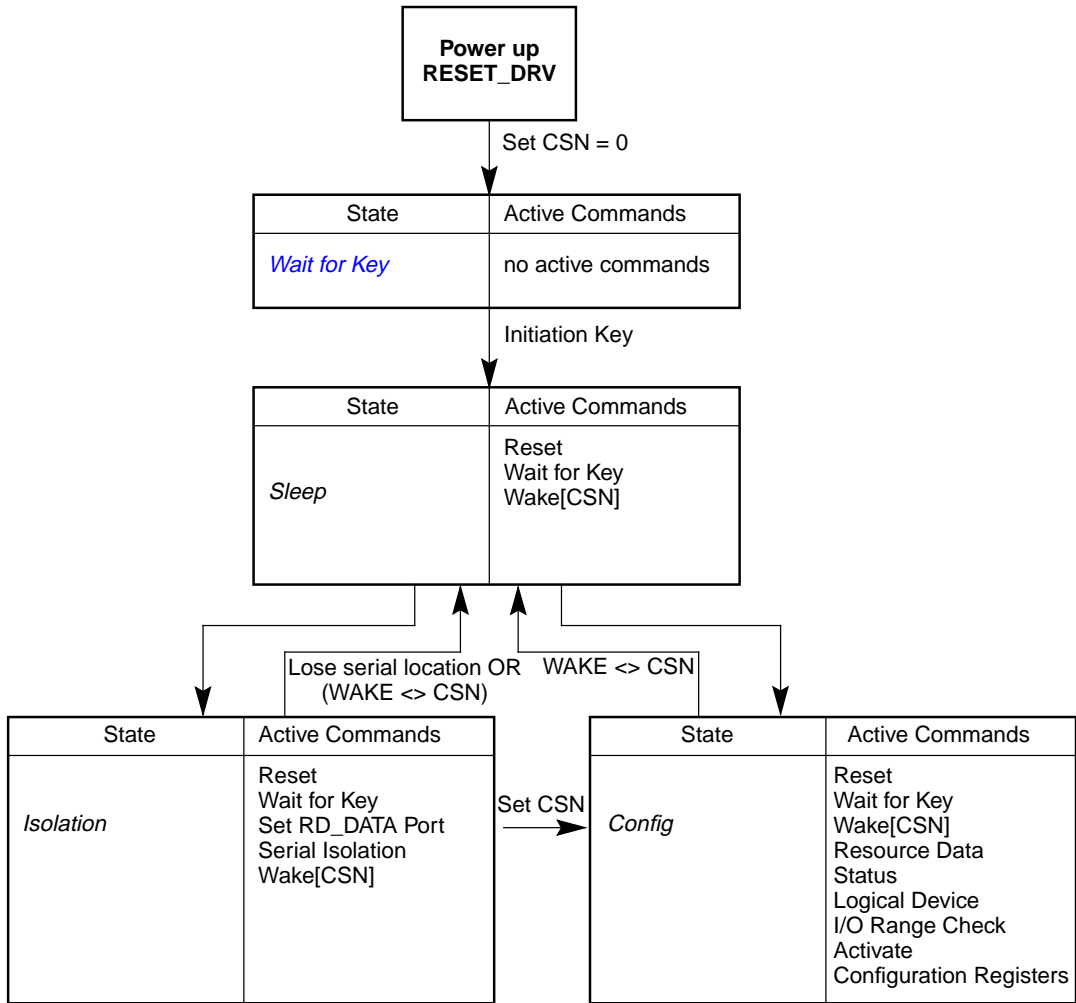 Power up
RESET_DRV
Set CSN = 0
State Active Commands
Wait for Key no active commands
Initiation Key
State Active Commands
Sleep
Reset
Wait for Key
Wake[CSN]
Lose serial location OR
(WAKE <> CSN)
WAKE <> CSN
State Active Commands
Isolation
Reset
Wait for Key
Set RD_DATA Port
Serial Isolation
Wake[CSN]
Set CSN
State Active Commands
Config
Reset
Wait for Key
Wake[CSN]
Resource Data
Status
Logical Device
I/O Range Check
Activate
Configuration Registers